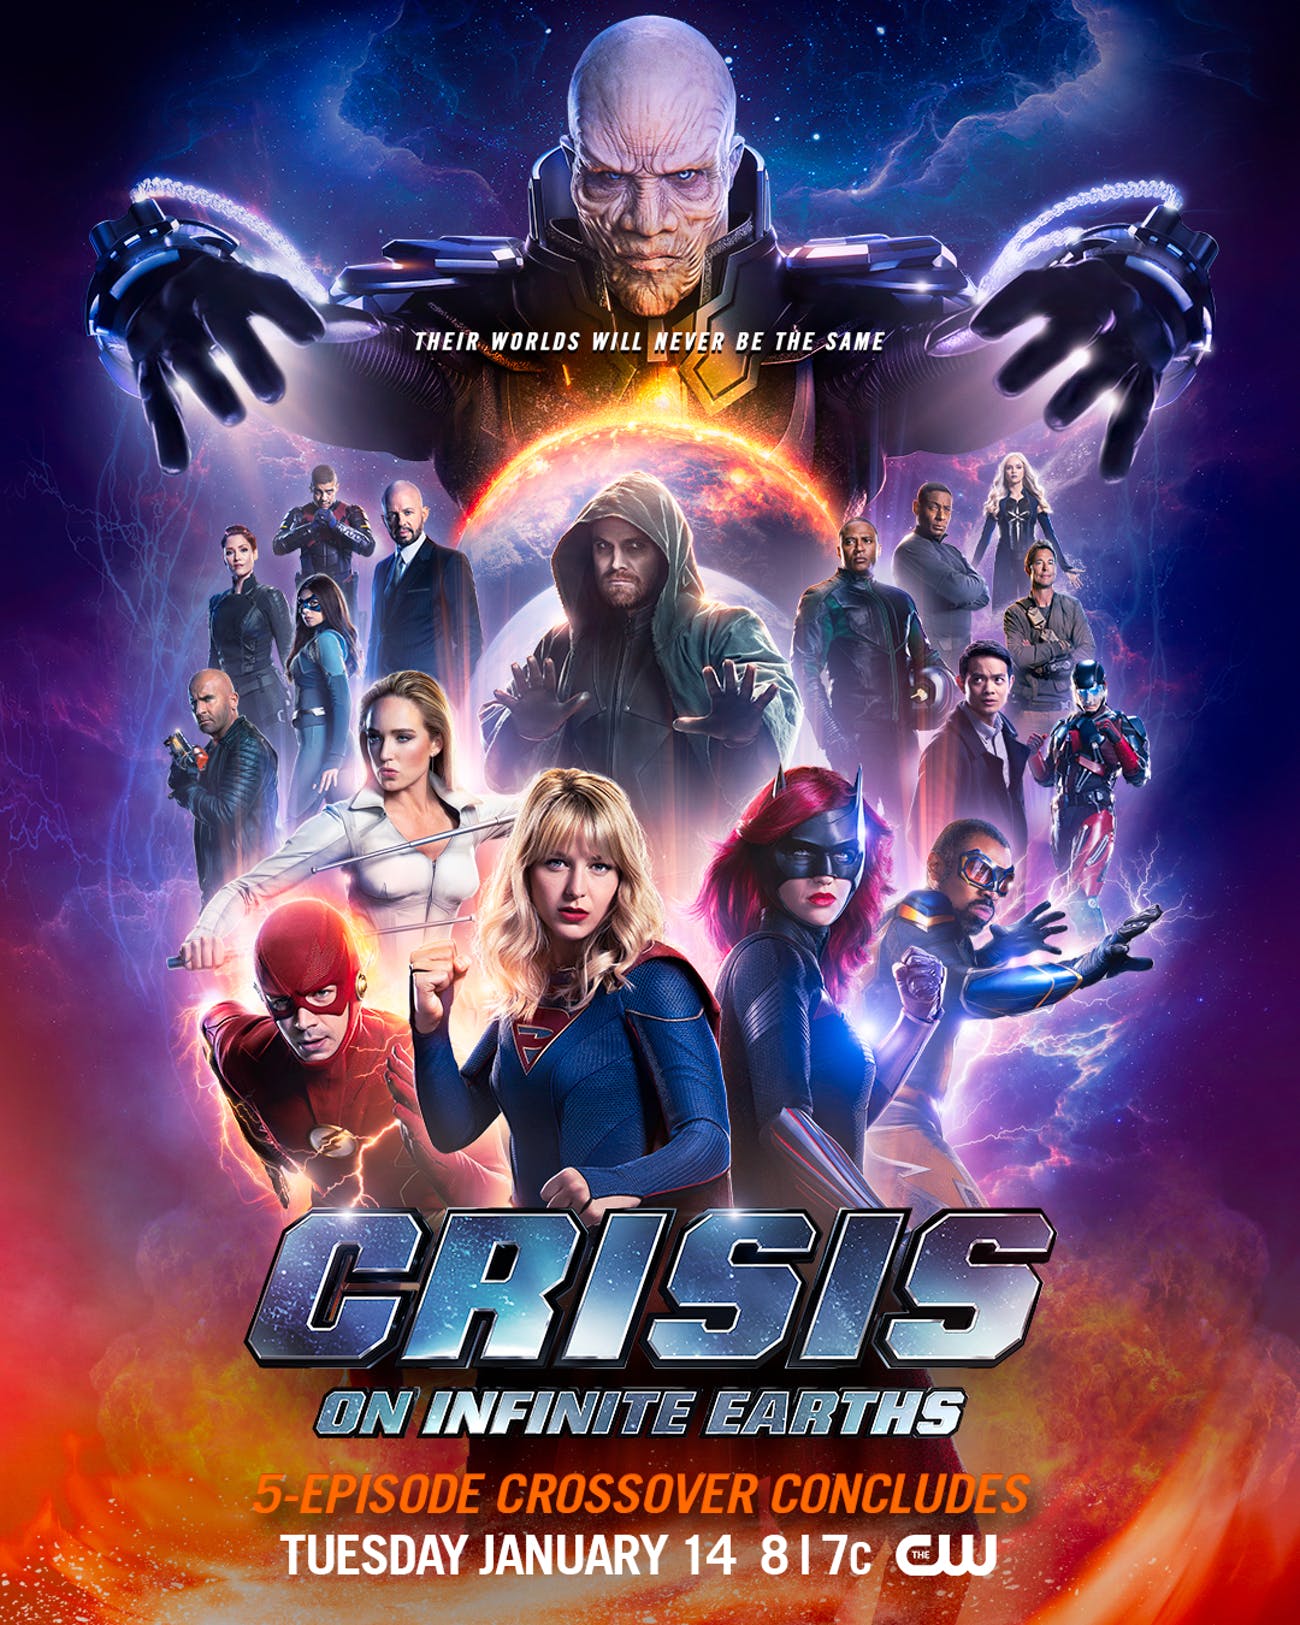 THEIR WORLDS WILL NEVER BE THE SAME
CRISIS
ON INFINITE EARTHS
5-EPISODE CROSSOVER CONCLUDES
TUESDAY JANUARY 14 8|7c THE CW